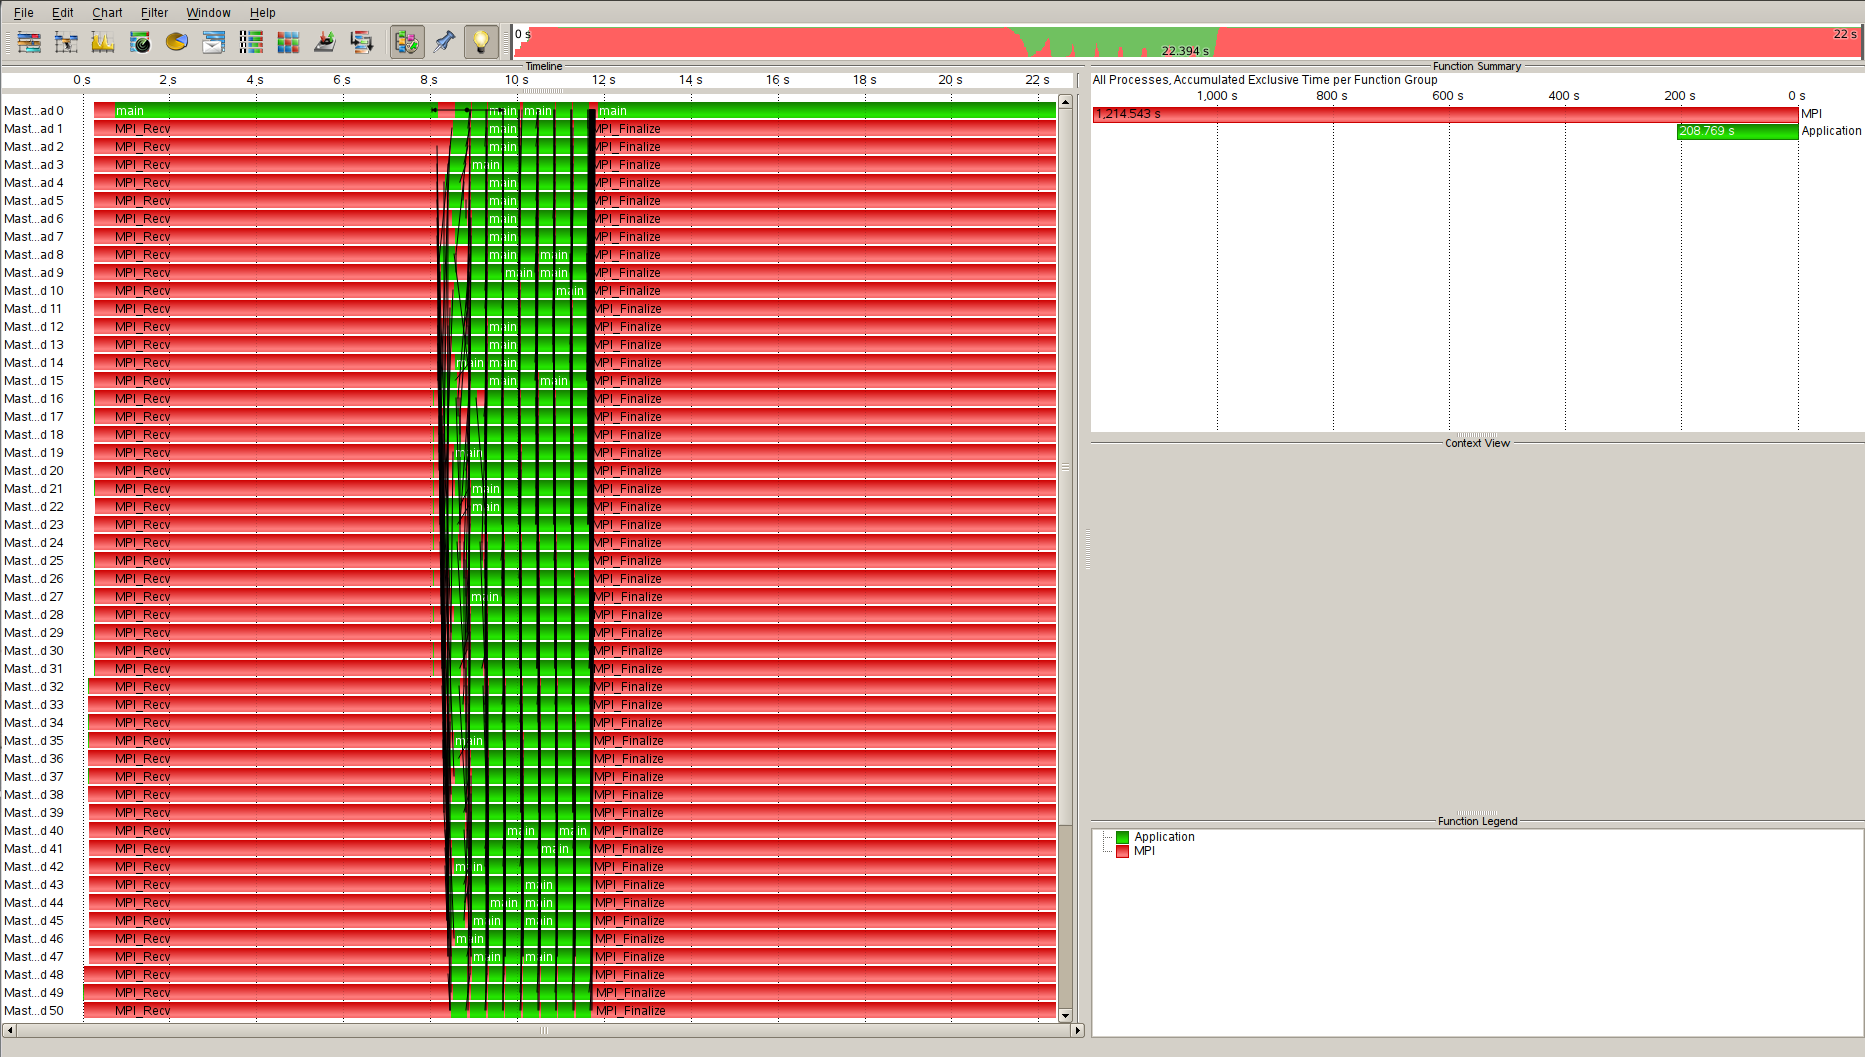 File Edit Chart Filter Window Help
0 s 22.394 s 22 s
Timeline
0 s 2 s 4 s 6 s 8 s 10 s 12 s 14 s 16 s 18 s 20 s 22 s
Mast...ad 0 main main main main
Mast...ad 1 MPI_Recv main MPI_Finalize
Mast...ad 2 MPI_Recv main MPI_Finalize
Mast...ad 3 MPI_Recv main MPI_Finalize
Mast...ad 4 MPI_Recv main MPI_Finalize
Mast...ad 5 MPI_Recv main MPI_Finalize
Mast...ad 6 MPI_Recv main MPI_Finalize
Mast...ad 7 MPI_Recv main MPI_Finalize
Mast...ad 8 MPI_Recv main main MPI_Finalize
Mast...ad 9 MPI_Recv main main MPI_Finalize
Mast...d 10 MPI_Recv main MPI_Finalize
Mast...d 11 MPI_Recv MPI_Finalize
Mast...d 12 MPI_Recv main MPI_Finalize
Mast...d 13 MPI_Recv main MPI_Finalize
Mast...d 14 MPI_Recv main main MPI_Finalize
Mast...d 15 MPI_Recv main main MPI_Finalize
Mast...d 16 MPI_Recv MPI_Finalize
Mast...d 17 MPI_Recv MPI_Finalize
Mast...d 18 MPI_Recv MPI_Finalize
Mast...d 19 MPI_Recv main MPI_Finalize
Mast...d 20 MPI_Recv MPI_Finalize
Mast...d 21 MPI_Recv main MPI_Finalize
Mast...d 22 MPI_Recv main MPI_Finalize
Mast...d 23 MPI_Recv MPI_Finalize
Mast...d 24 MPI_Recv MPI_Finalize
Mast...d 25 MPI_Recv MPI_Finalize
Mast...d 26 MPI_Recv MPI_Finalize
Mast...d 27 MPI_Recv main MPI_Finalize
Mast...d 28 MPI_Recv MPI_Finalize
Mast...d 29 MPI_Recv MPI_Finalize
Mast...d 30 MPI_Recv MPI_Finalize
Mast...d 31 MPI_Recv MPI_Finalize
Mast...d 32 MPI_Recv MPI_Finalize
Mast...d 33 MPI_Recv MPI_Finalize
Mast...d 34 MPI_Recv MPI_Finalize
Mast...d 35 MPI_Recv main MPI_Finalize
Mast...d 36 MPI_Recv MPI_Finalize
Mast...d 37 MPI_Recv MPI_Finalize
Mast...d 38 MPI_Recv MPI_Finalize
Mast...d 39 MPI_Recv MPI_Finalize
Mast...d 40 MPI_Recv main main MPI_Finalize
Mast...d 41 MPI_Recv main MPI_Finalize
Mast...d 42 MPI_Recv main MPI_Finalize
Mast...d 43 MPI_Recv main MPI_Finalize
Mast...d 44 MPI_Recv main main MPI_Finalize
Mast...d 45 MPI_Recv main main MPI_Finalize
Mast...d 46 MPI_Recv main MPI_Finalize
Mast...d 47 MPI_Recv main main MPI_Finalize
Mast...d 48 MPI_Recv MPI_Finalize
Mast...d 49 MPI_Recv MPI_Finalize
Mast...d 50 MPI_Recv MPI_Finalize
Function Summary
All Processes, Accumulated Exclusive Time per Function Group
1,000 s 800 s 600 s 400 s 200 s 0 s
1,214.543 s MPI
208.769 s Application
Context View
Function Legend
Application
MPI